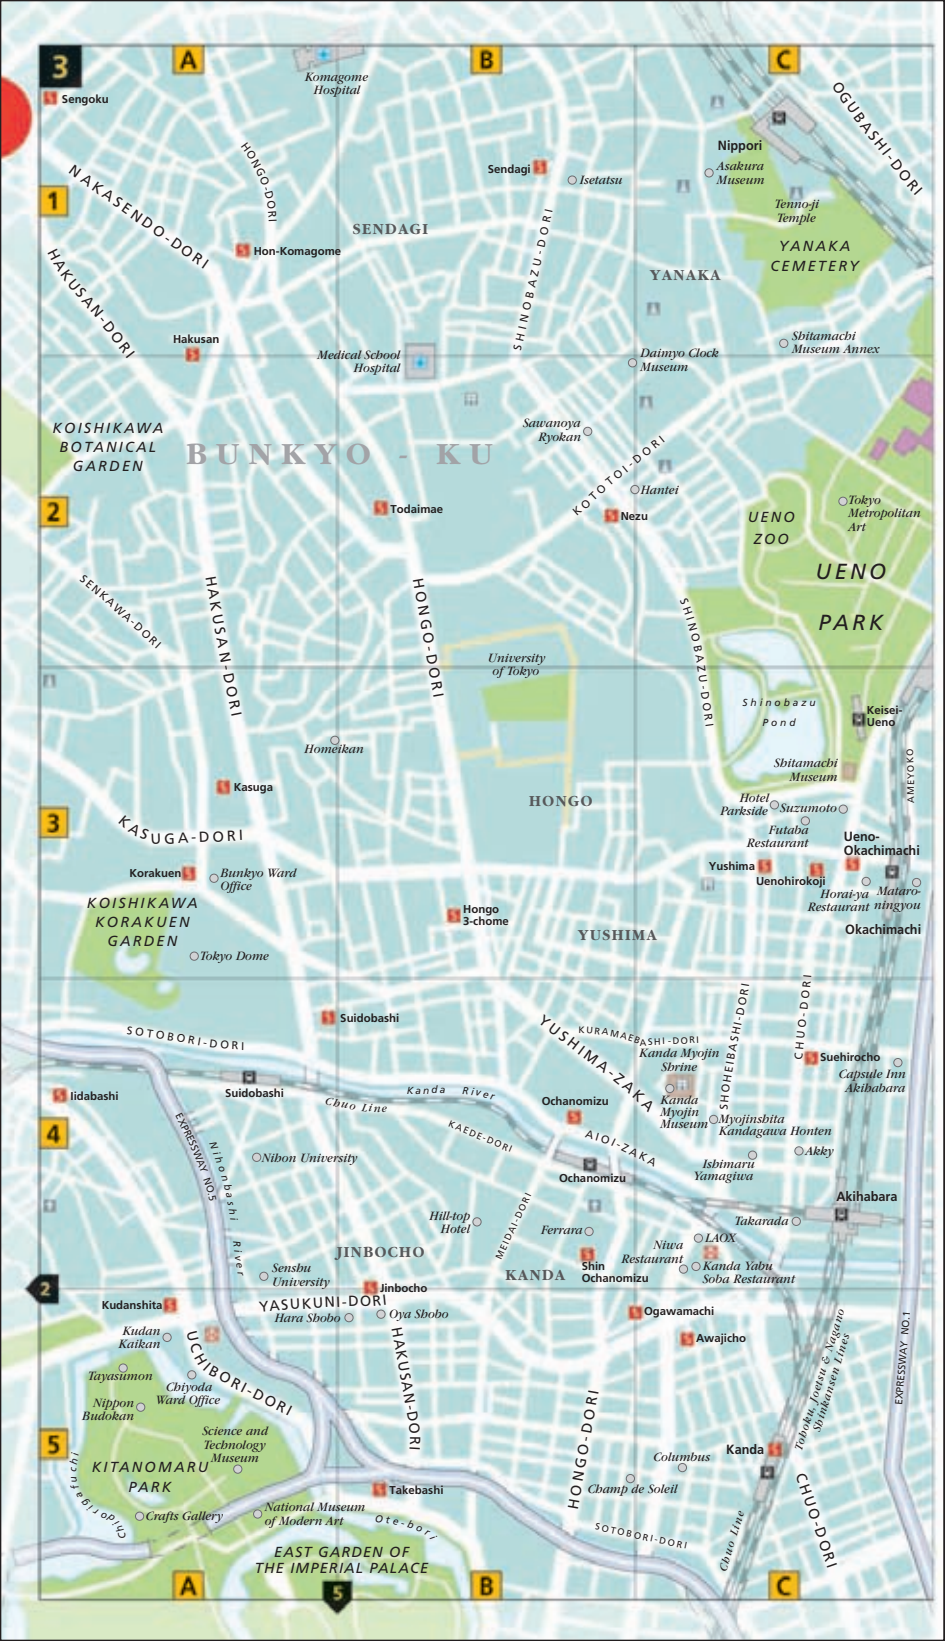 3
A
B
C
Komagome
Hospital
Sengoku
OGUBASHI-DORI
Nippori
HONGO-DORI
Sendagi
Isetatsu
Asakura
Museum
1
NAKASENDO-DORI
Tenno-ji
Temple
SENDAGI
YANAKA
CEMETERY
Hon-Komagome
SHINOBAZU-DORI
YANAKA
HAKUSAN-DORI
Hakusan
Shitamachi
Museum Annex
Medical School
Hospital
Daimyo Clock
Museum
KOISHIKAWA
BOTANICAL
GARDEN
BUNKYO - KU
Sawanoya
Ryokan
KOTOTOI-DORI
Hantei
2
Todaimae
Nezu
UENO
ZOO
Tokyo
Metropolitan
Art
UENO
PARK
SENKAWA-DORI
HAKUSAN-DORI
HONGO-DORI
SHINOBAZU-DORI
University
of Tokyo
Shinobazu
Pond
Keisei-
Ueno
Homeikan
Shitamachi
Museum
AMEYOKO
Kasuga
HONGO
Hotel
Parkside
Suzumoto
3
KASUGA-DORI
Futaba
Restaurant
Ueno-
Okachimachi
Korakuen
Bunkyo Ward
Office
Yushima
Uenohirokoji
Horai-ya
Restaurant
Mataro-
ningyou
KOISHIKAWA
KORAKUEN
GARDEN
Hongo
3-chome
YUSHIMA
Okachimachi
Tokyo Dome
Suidobashi
SOTOBORI-DORI
YUSHIMA-ZAKA
KURAMAEBASHI-DORI
SHOHEIBASHI-DORI
CHUO-DORI
Kanda Myojin
Shrine
Suehirocho
Capsule Inn
Akihabara
Iidabashi
Suidobashi
Chuo Line
Kanda River
Ochanomizu
Kanda
Myojin
Museum
Myojinshita
Kandagawa Honten
4
EXPRESSWAY NO.5
Nihonbashi River
KAEDE-DORI
AIOI-ZAKA
Nihon University
Akky
Ishimaru
Yamagiwa
Ochanomizu
Akihabara
Hill-top
Hotel
MEIDAI-DORI
Ferrara
Takarada
LAOX
Niwa
Restaurant
JINBOCHO
KANDA
Shin
Ochanomizu
Kanda Yabu
Soba Restaurant
Senshu
University
2
Jinbocho
Kudanshita
YASUKUNI-DORI
Hara Shobo
Oya Shobo
Ogawamachi
Kudan
Kaikan
Awajicho
UCHIBORI-DORI
HAKUSAN-DORI
Toboku, Joetsu & Nagano
Shinkansen Lines
EXPRESSWAY NO.1
Tayasumon
Chiyoda
Ward Office
Nippon
Budokan
HONGO-DORI
5
Science and
Technology
Museum
Kanda
KITANOMARU
PARK
Columbus
Chidorigafuchi
Champ de Soleil
CHUO-DORI
Takebashi
Crafts Gallery
National Museum
of Modern Art
Ote-bori
SOTOBORI-DORI
Chuo Line
EAST GARDEN OF
THE IMPERIAL PALACE
A
5
B
C